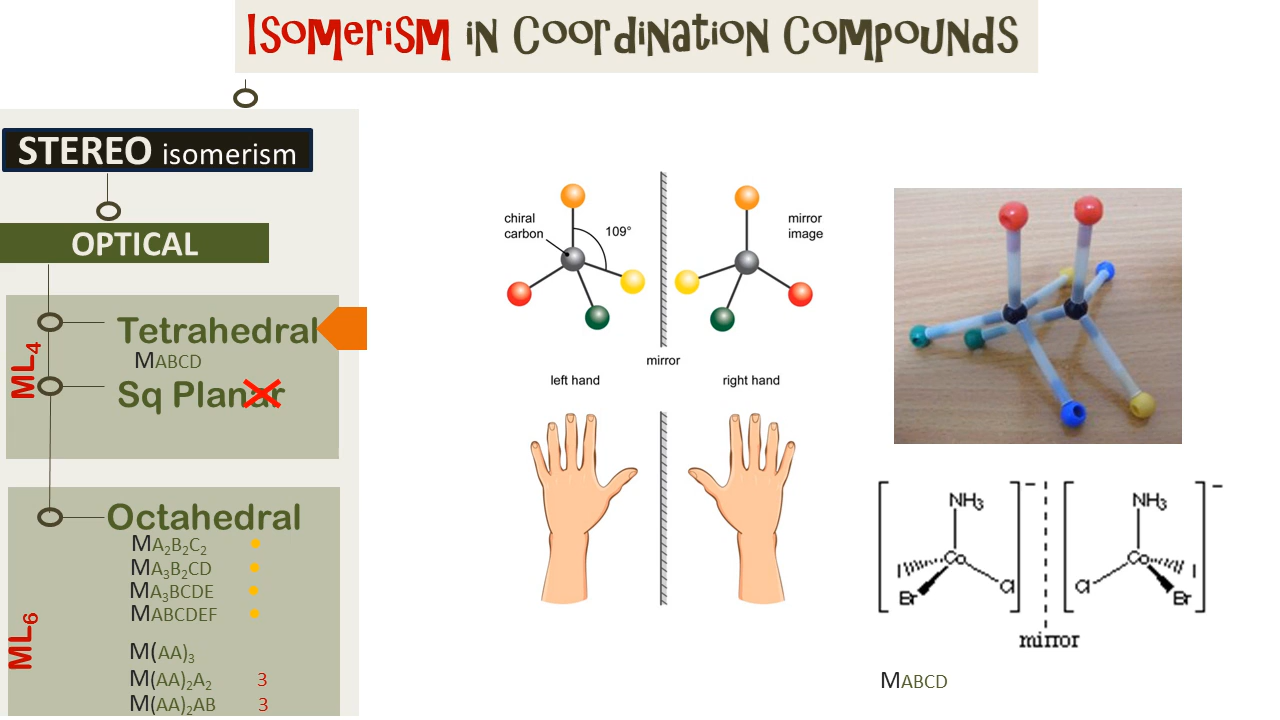 Isomerism in Coordination Compounds
STEREO isomerism
OPTICAL
Tetrahedral
MABCD
Sq Planar
ML₄
Octahedral
MA₂B₂C₂
MA₃B₂CD
MA₃BCDE
MABCDEF
M(AA)₃
M(AA)₂A₂ 3
M(AA)₂AB 3
ML₆
chiral
carbon
109°
mirror
image
mirror
left hand
right hand
NH₃
Co
I
Br
Cl
−
NH₃
Co
Cl
I
Br
−
mirror
MABCD